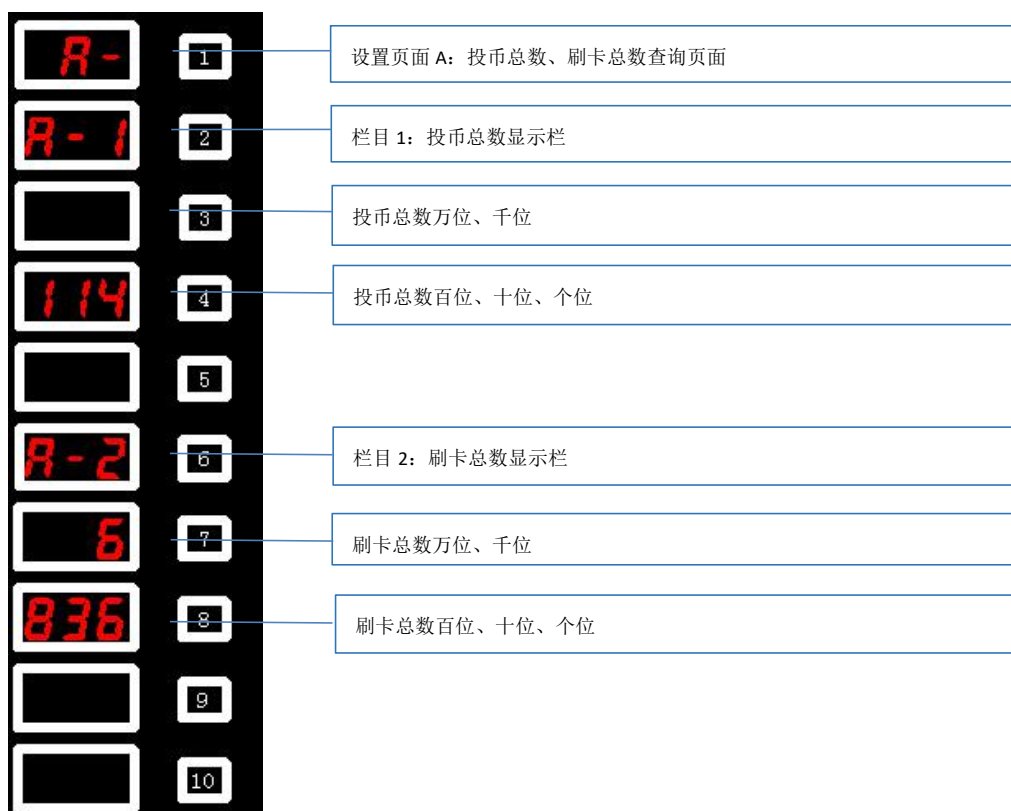 A- 1 设置页面 A：投币总数、刷卡总数查询页面
A-1 2 栏目 1：投币总数显示栏
3 投币总数万位、千位
114 4 投币总数百位、十位、个位
5
A-2 6 栏目 2：刷卡总数显示栏
6 7 刷卡总数万位、千位
836 8 刷卡总数百位、十位、个位
9
10